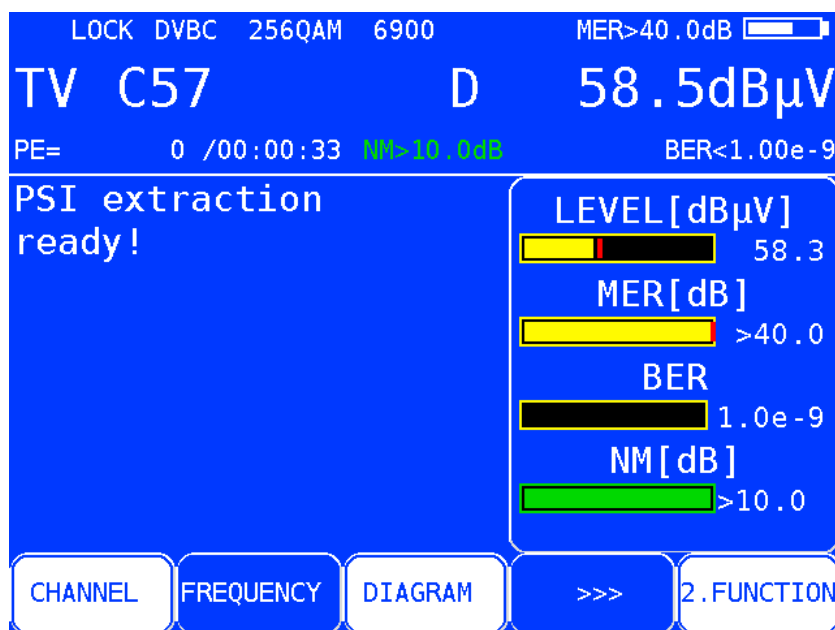 LOCK DVBC 256QAM 6900 MER>40.0dB
TV C57 D 58.5dBµV
PE= 0 /00:00:33 NM>10.0dB BER<1.00e-9
PSI extraction
ready!
LEVEL[dBµV]
58.3
MER[dB]
>40.0
BER
1.0e-9
NM[dB]
>10.0
CHANNEL FREQUENCY DIAGRAM >>> 2.FUNCTION